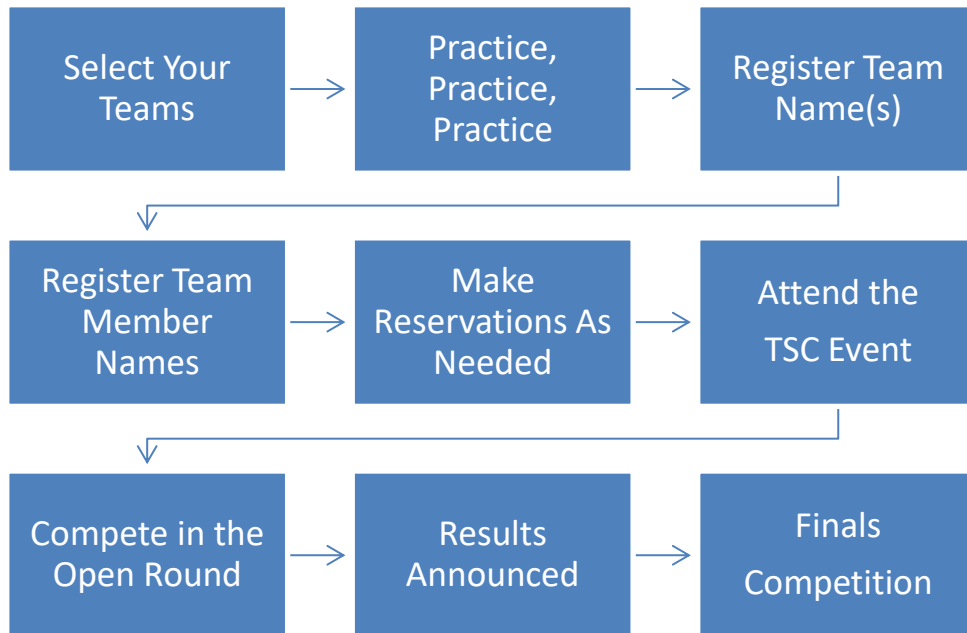 Select Your
Teams
Practice,
Practice,
Practice
Register Team
Name(s)
Register Team
Member
Names
Make
Reservations As
Needed
Attend the
TSC Event
Compete in the
Open Round
Results
Announced
Finals
Competition